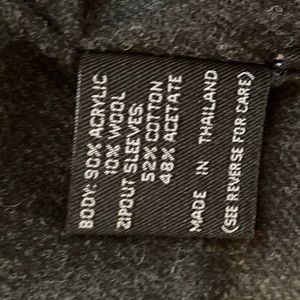 BODY: 90% ACRYLIC
10% WOOL
ZIPOUT SLEEVES:
52% COTTON
48% ACETATE
MADE IN THAILAND
(SEE REVERSE FOR CARE)